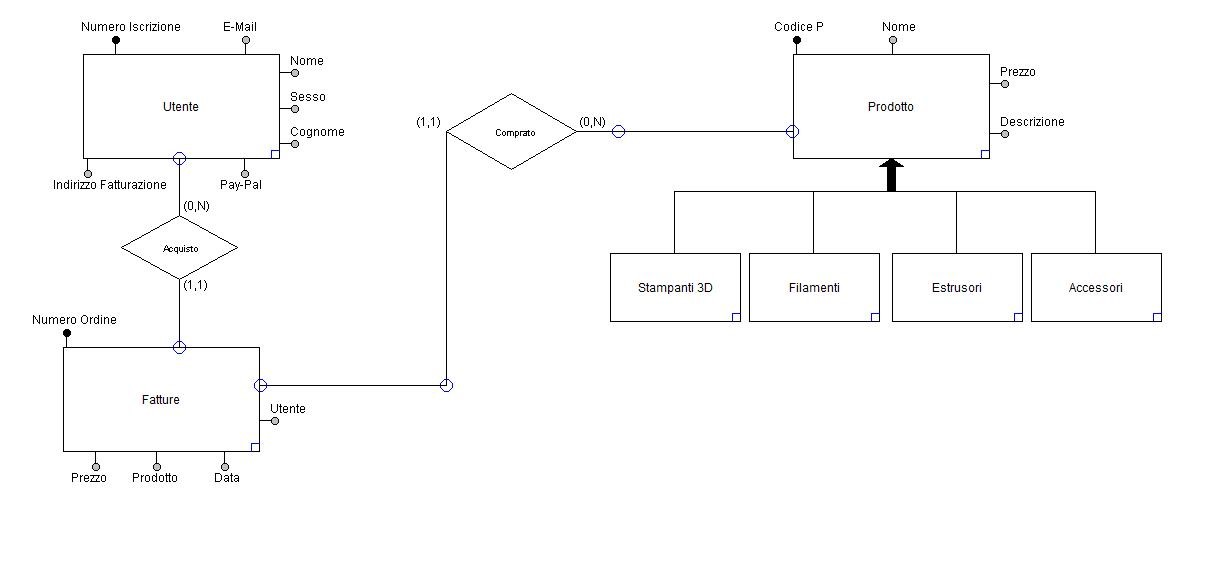 Numero Iscrizione
E-Mail
Nome
Sesso
Cognome
Utente
Indirizzo Fatturazione
Pay-Pal
(0,N)
Acquisto
(1,1)
Numero Ordine
Fatture
Utente
Prezzo
Prodotto
Data
(1,1)
Comprato
(0,N)
Codice P
Nome
Prezzo
Prodotto
Descrizione
Stampanti 3D
Filamenti
Estrusori
Accessori